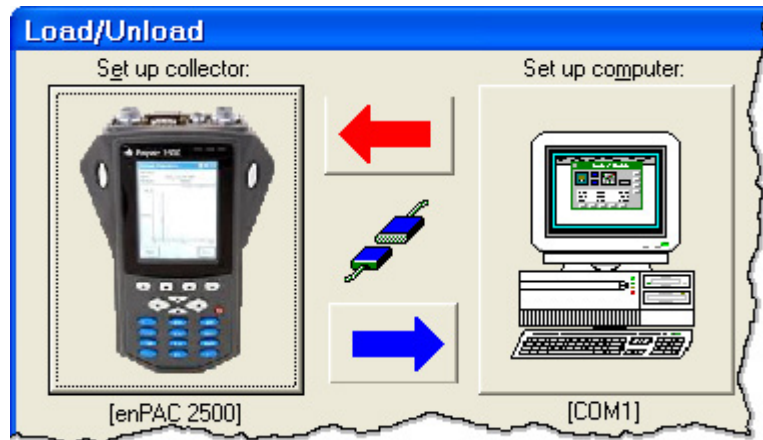 Load/Unload
Set up collector:
Set up computer:
[enPAC 2500]
[COM1]